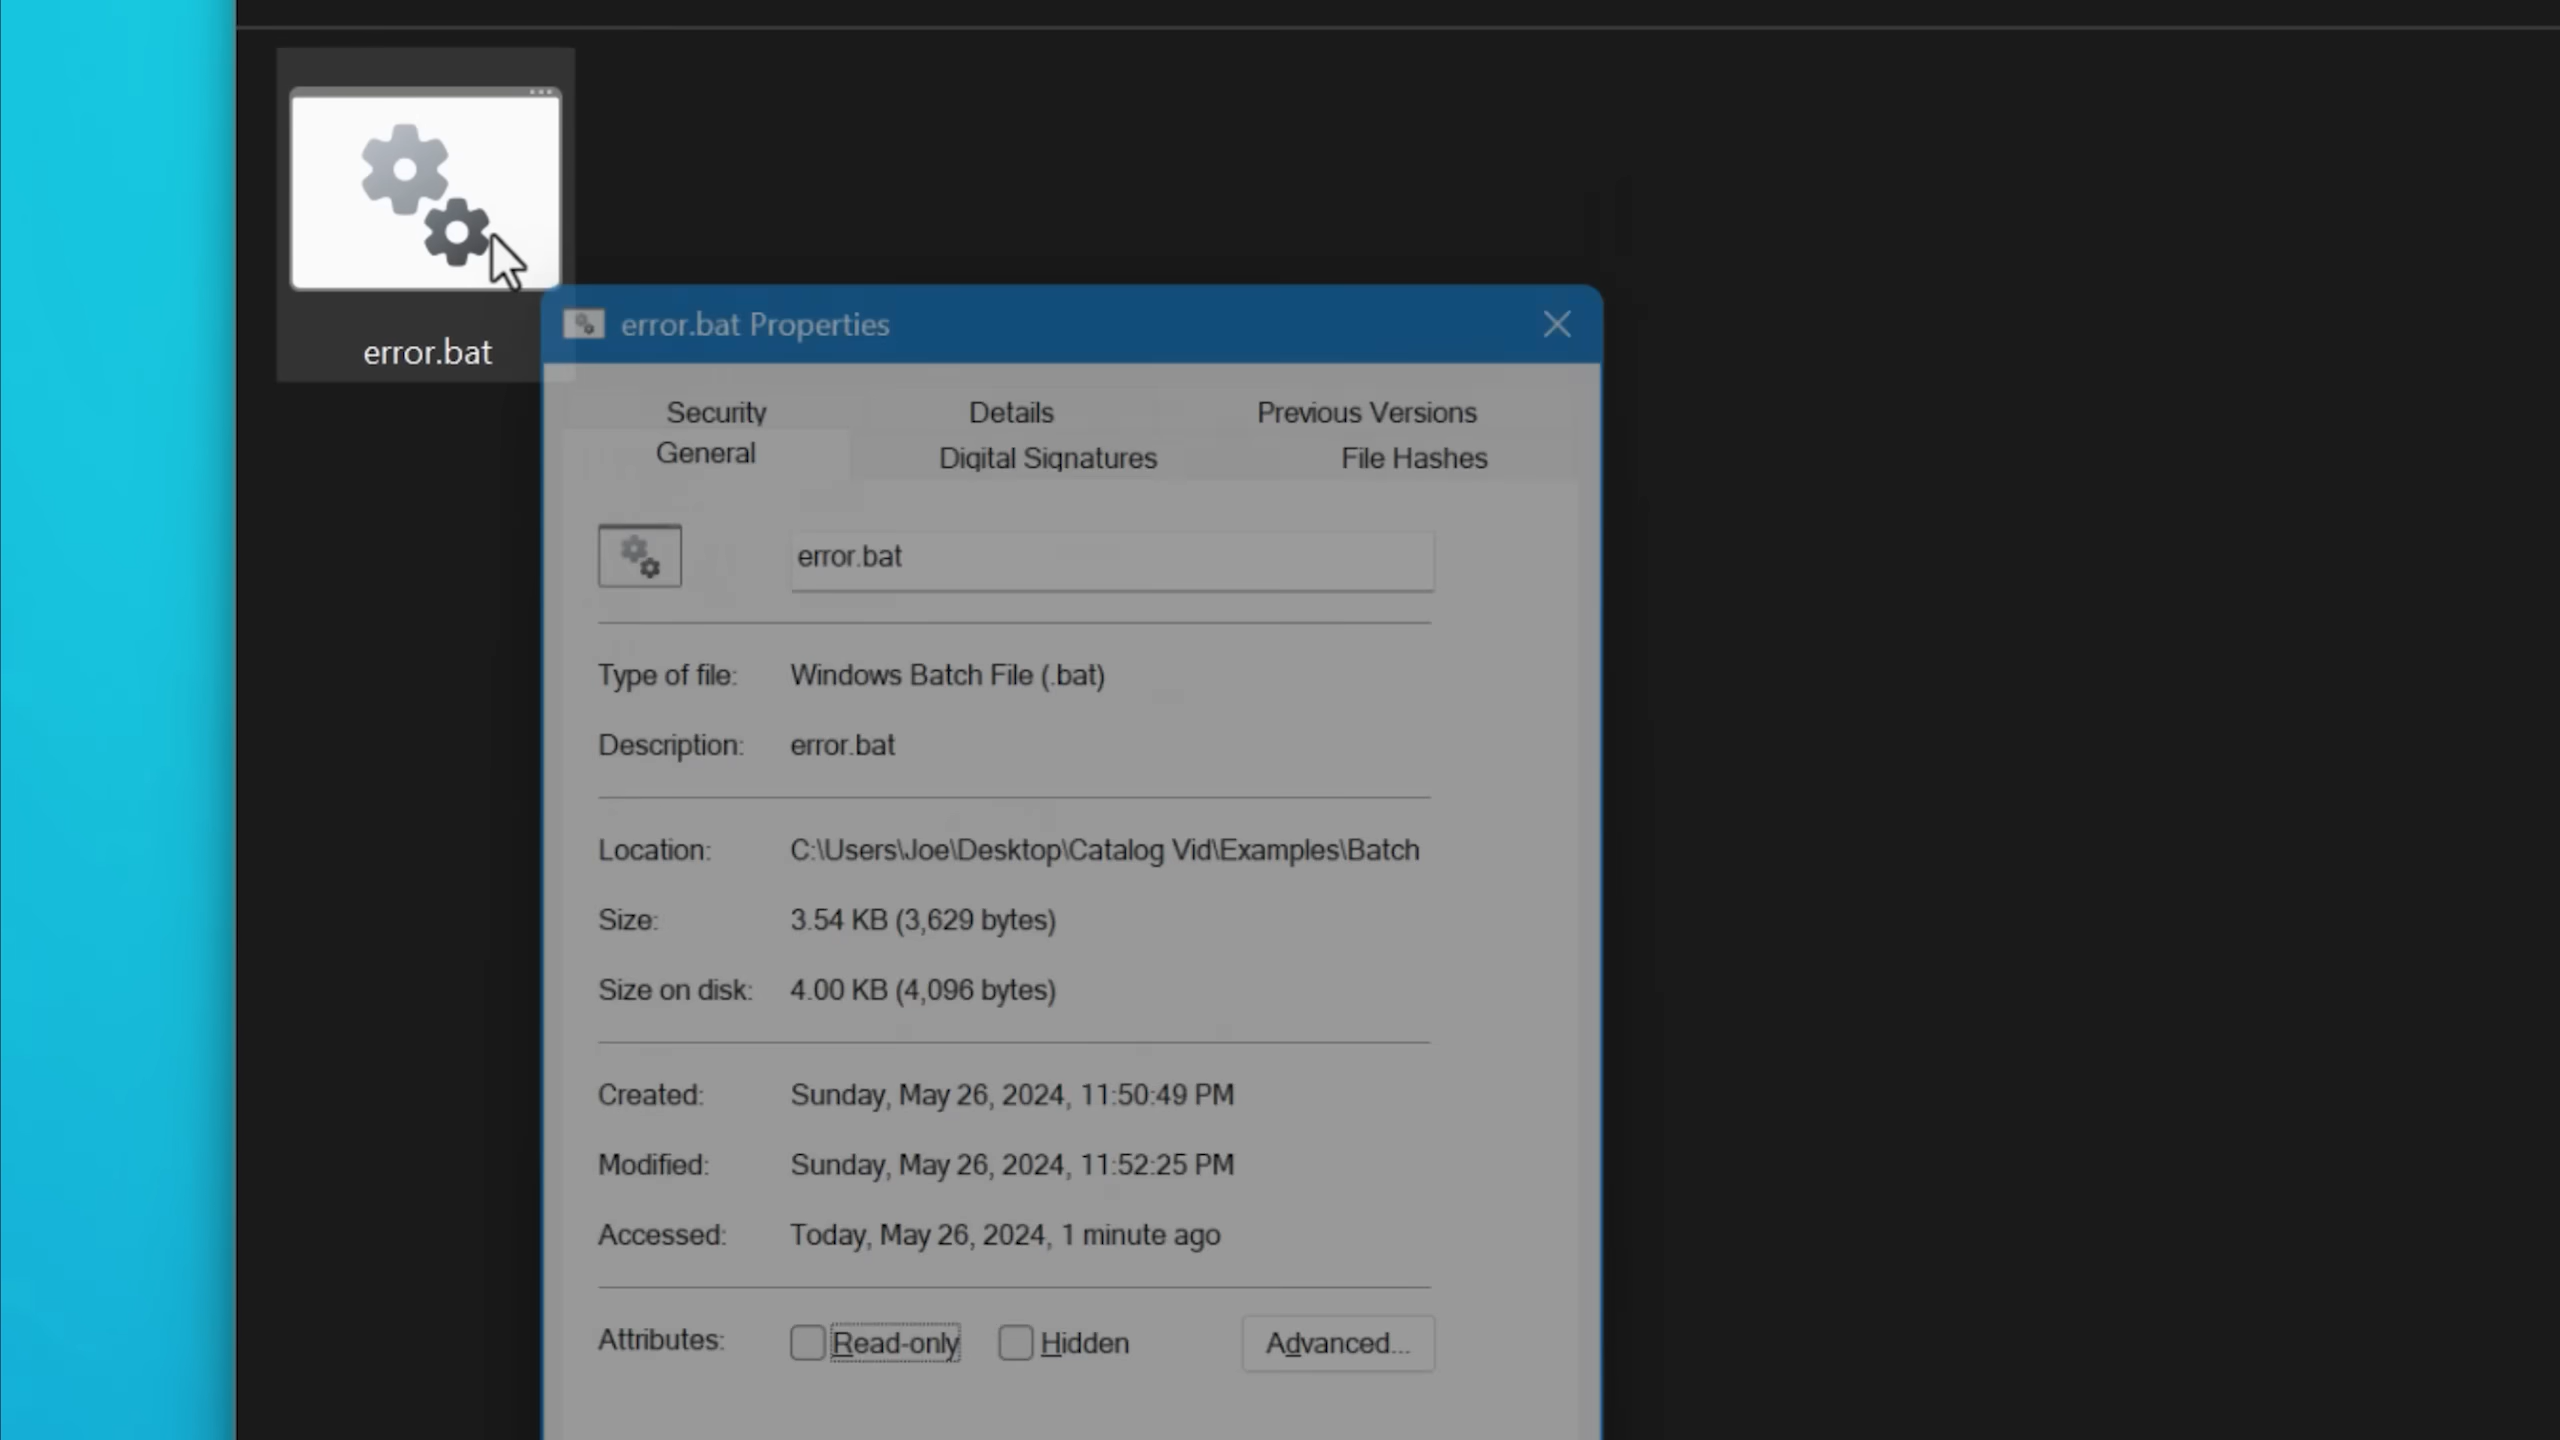 error.bat
error.bat Properties
Security Details Previous Versions
General Digital Signatures File Hashes
error.bat
Type of file: Windows Batch File (.bat)
Description: error.bat
Location: C:\Users\Joe\Desktop\Catalog Vid\Examples\Batch
Size: 3.54 KB (3,629 bytes)
Size on disk: 4.00 KB (4,096 bytes)
Created: Sunday, May 26, 2024, 11:50:49 PM
Modified: Sunday, May 26, 2024, 11:52:25 PM
Accessed: Today, May 26, 2024, 1 minute ago
Attributes: Read-only Hidden Advanced...